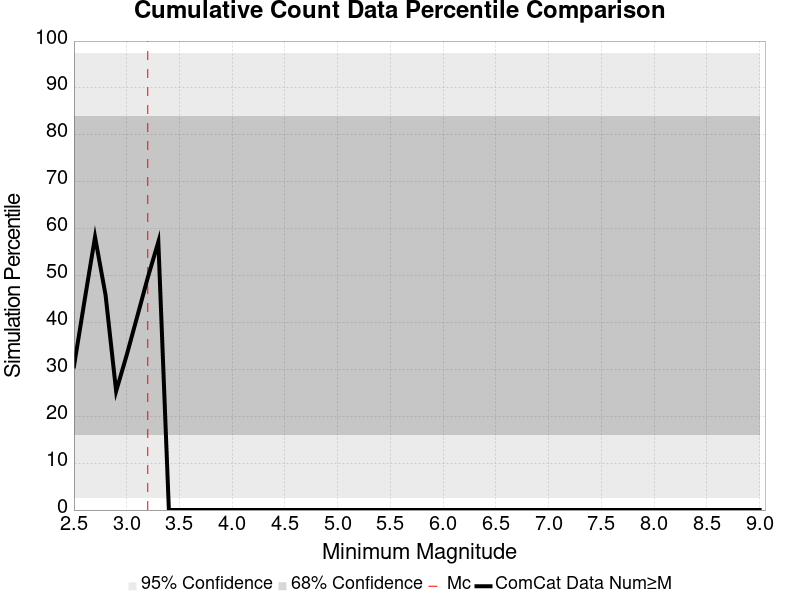 Cumulative Count Data Percentile Comparison
100
90
80
70
60
50
40
30
20
10
0
Simulation Percentile
2.5 3.0 3.5 4.0 4.5 5.0 5.5 6.0 6.5 7.0 7.5 8.0 8.5 9.0
Minimum Magnitude
95% Confidence 68% Confidence Mc ComCat Data Num≥M